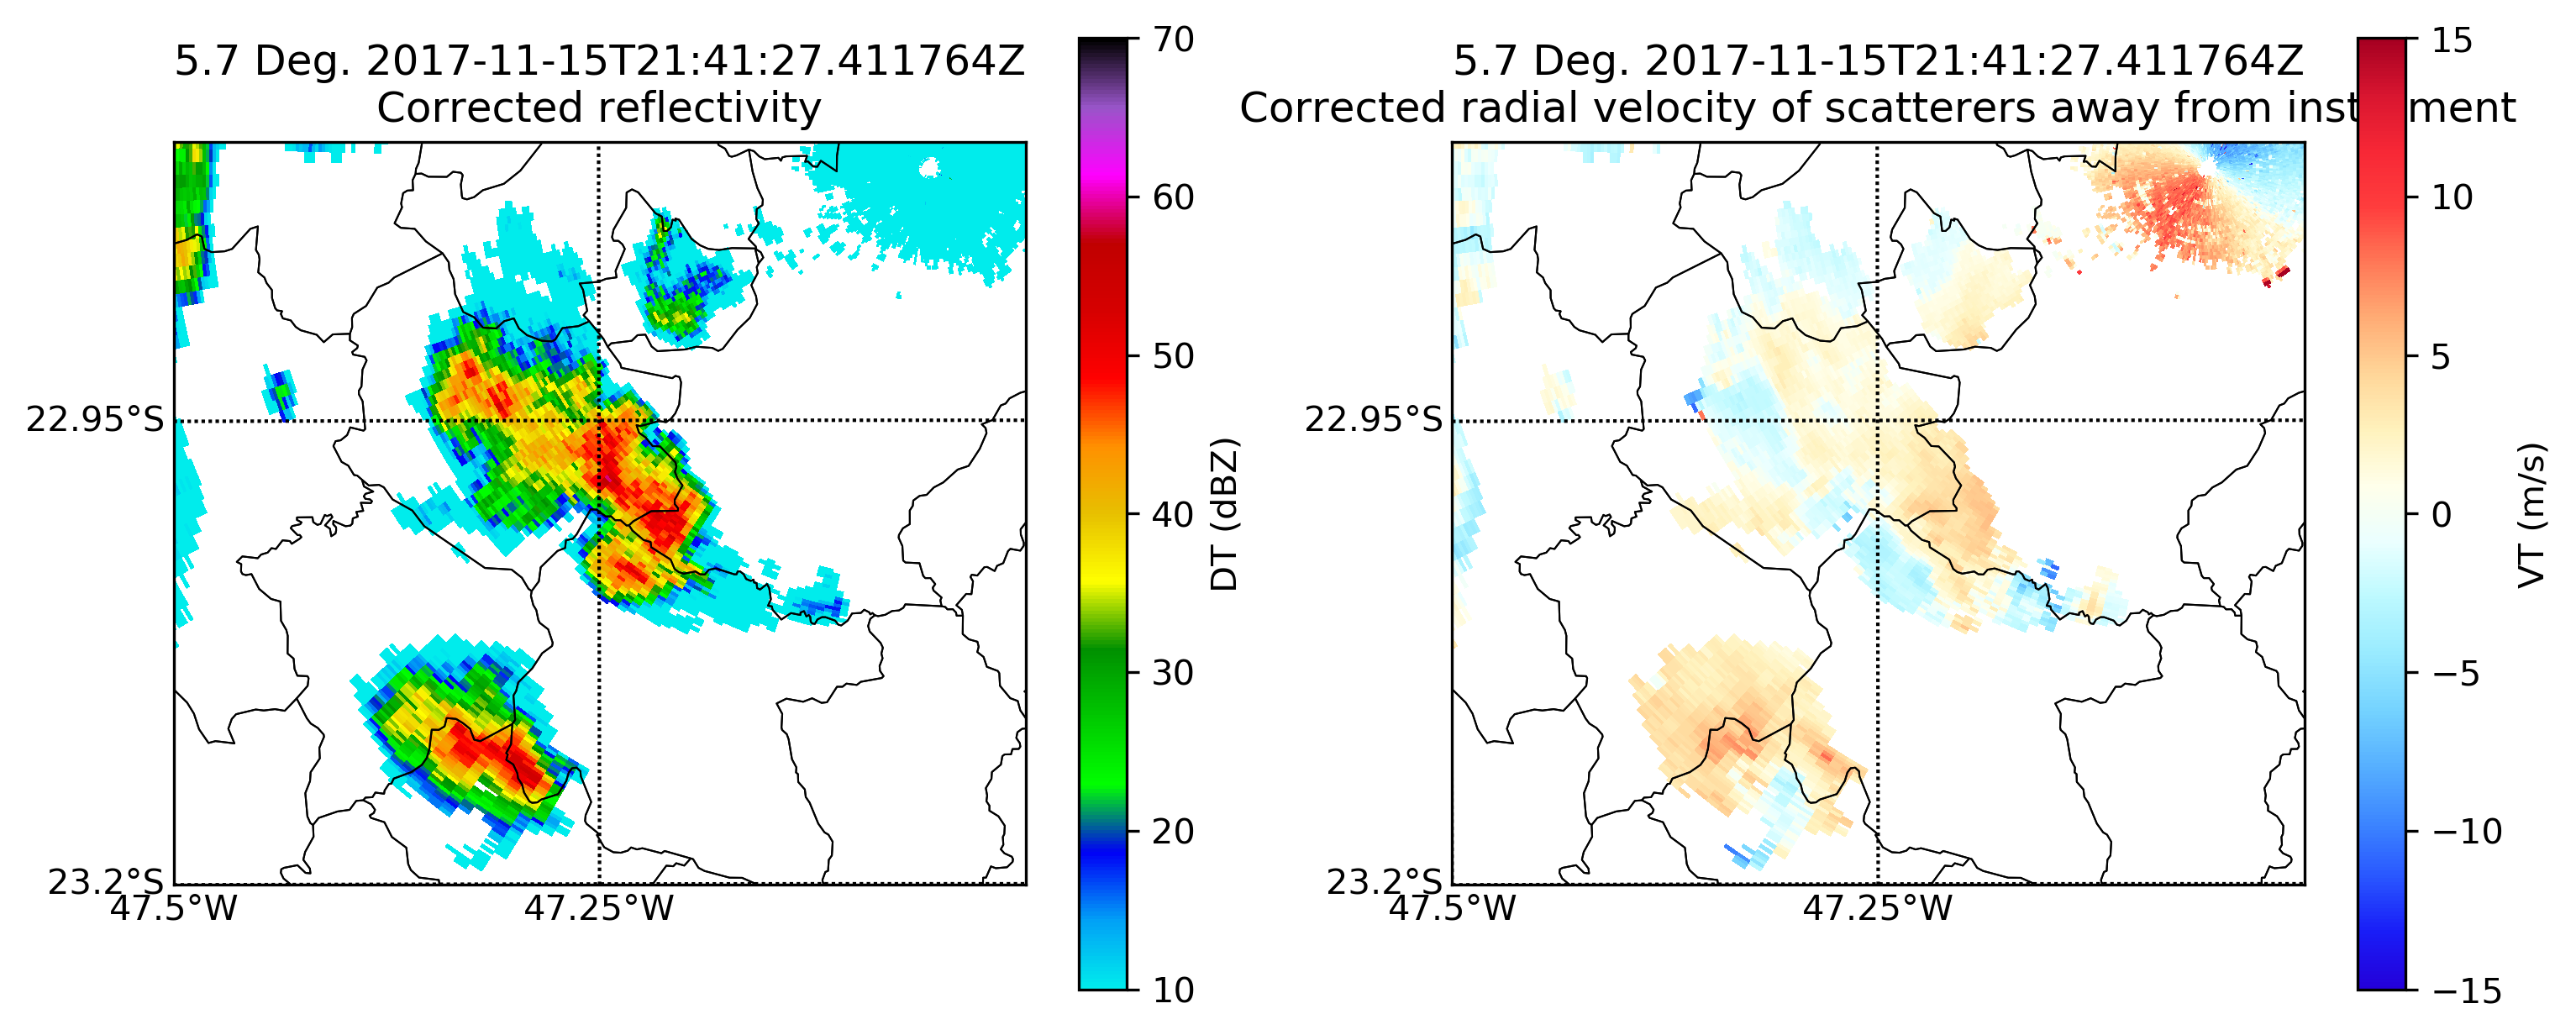 5.7 Deg. 2017-11-15T21:41:27.411764Z
Corrected reflectivity
22.95°S
23.2°S
47.5°W
47.25°W
70
60
50
40
30
20
10
DT (dBZ)
5.7 Deg. 2017-11-15T21:41:27.411764Z
Corrected radial velocity of scatterers away from inst ment
22.95°S
23.2°S
47.5°W
47.25°W
15
10
5
0
−5
−10
−15
VT (m/s)